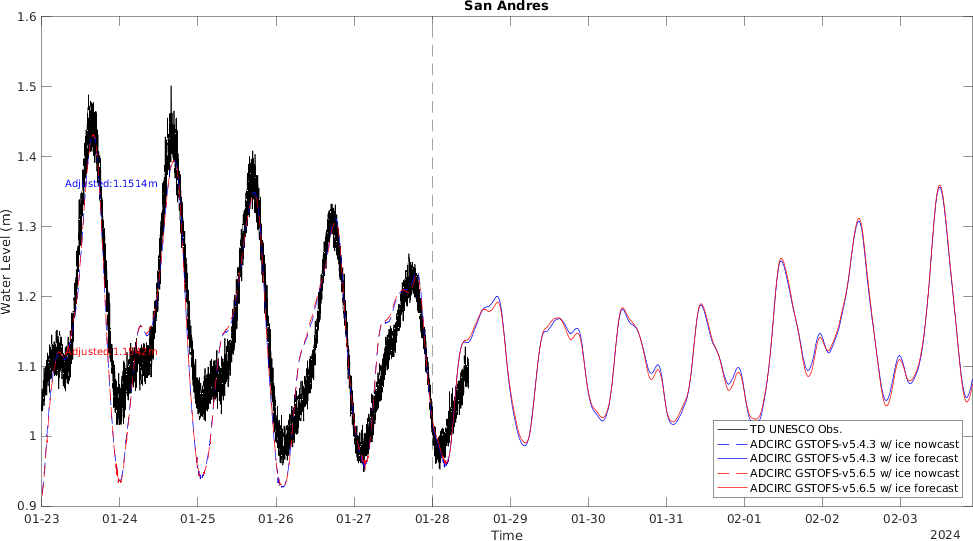 San Andres
1.6
1.5
1.4
1.3
1.2
1.1
1
0.9
Water Level (m)
Adjusted:1.1514m
TD UNESCO Obs.
ADCIRC GSTOFS-v5.4.3 w/ ice nowcast
ADCIRC GSTOFS-v5.4.3 w/ ice forecast
ADCIRC GSTOFS-v5.6.5 w/ ice nowcast
ADCIRC GSTOFS-v5.6.5 w/ ice forecast
01-23 01-24 01-25 01-26 01-27 01-28 01-29 01-30 01-31 02-01 02-02 02-03
Time
2024